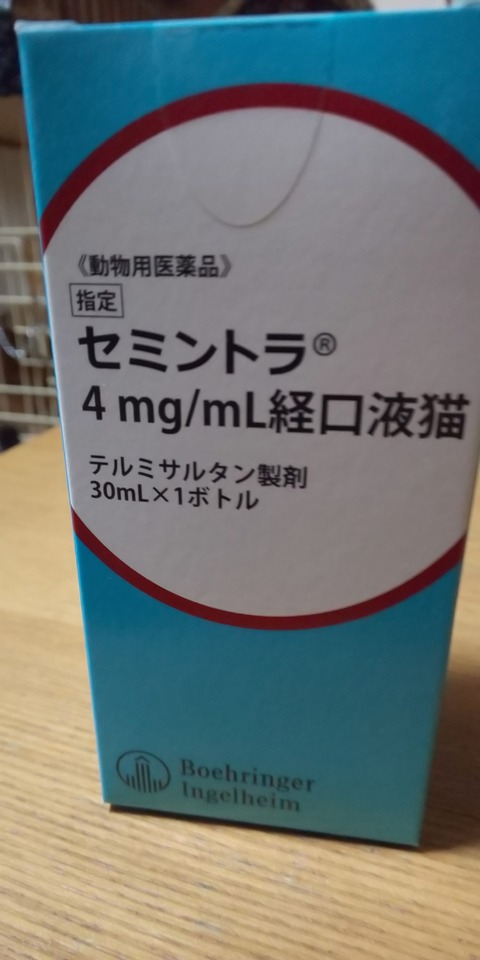 《動物用医薬品》
指定
セミントラ®
4 mg/mL経口液猫
テルミサルタン製剤
30mL×1ボトル
Boehringer
Ingelheim